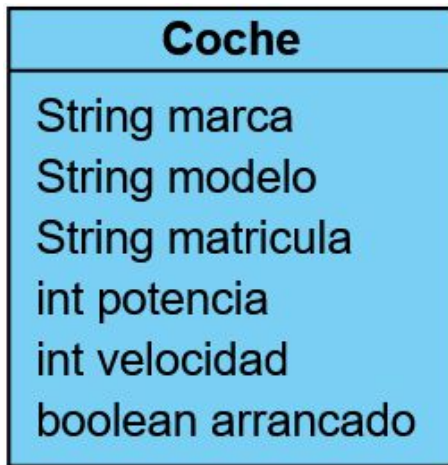 Coche
String marca
String modelo
String matricula
int potencia
int velocidad
boolean arrancado